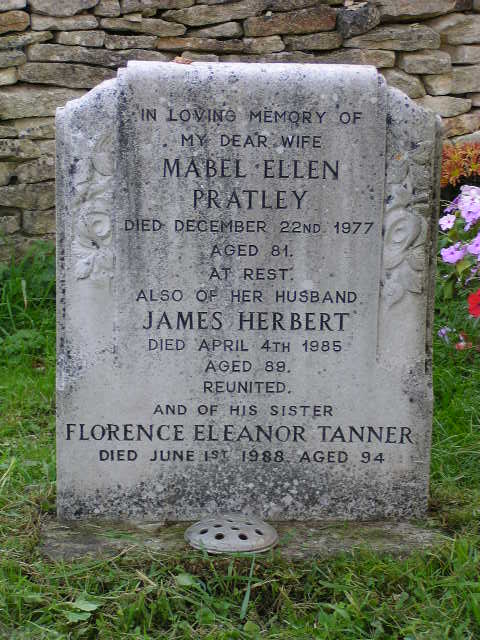 IN LOVING MEMORY OF
MY DEAR WIFE
MABEL ELLEN
PRATLEY
DIED DECEMBER 22ND. 1977
AGED 81.
AT REST.
ALSO OF HER HUSBAND
JAMES HERBERT
DIED APRIL 4TH 1985
AGED 89.
REUNITED.
AND OF HIS SISTER
FLORENCE ELEANOR TANNER
DIED JUNE 1ST. 1988. AGED 94